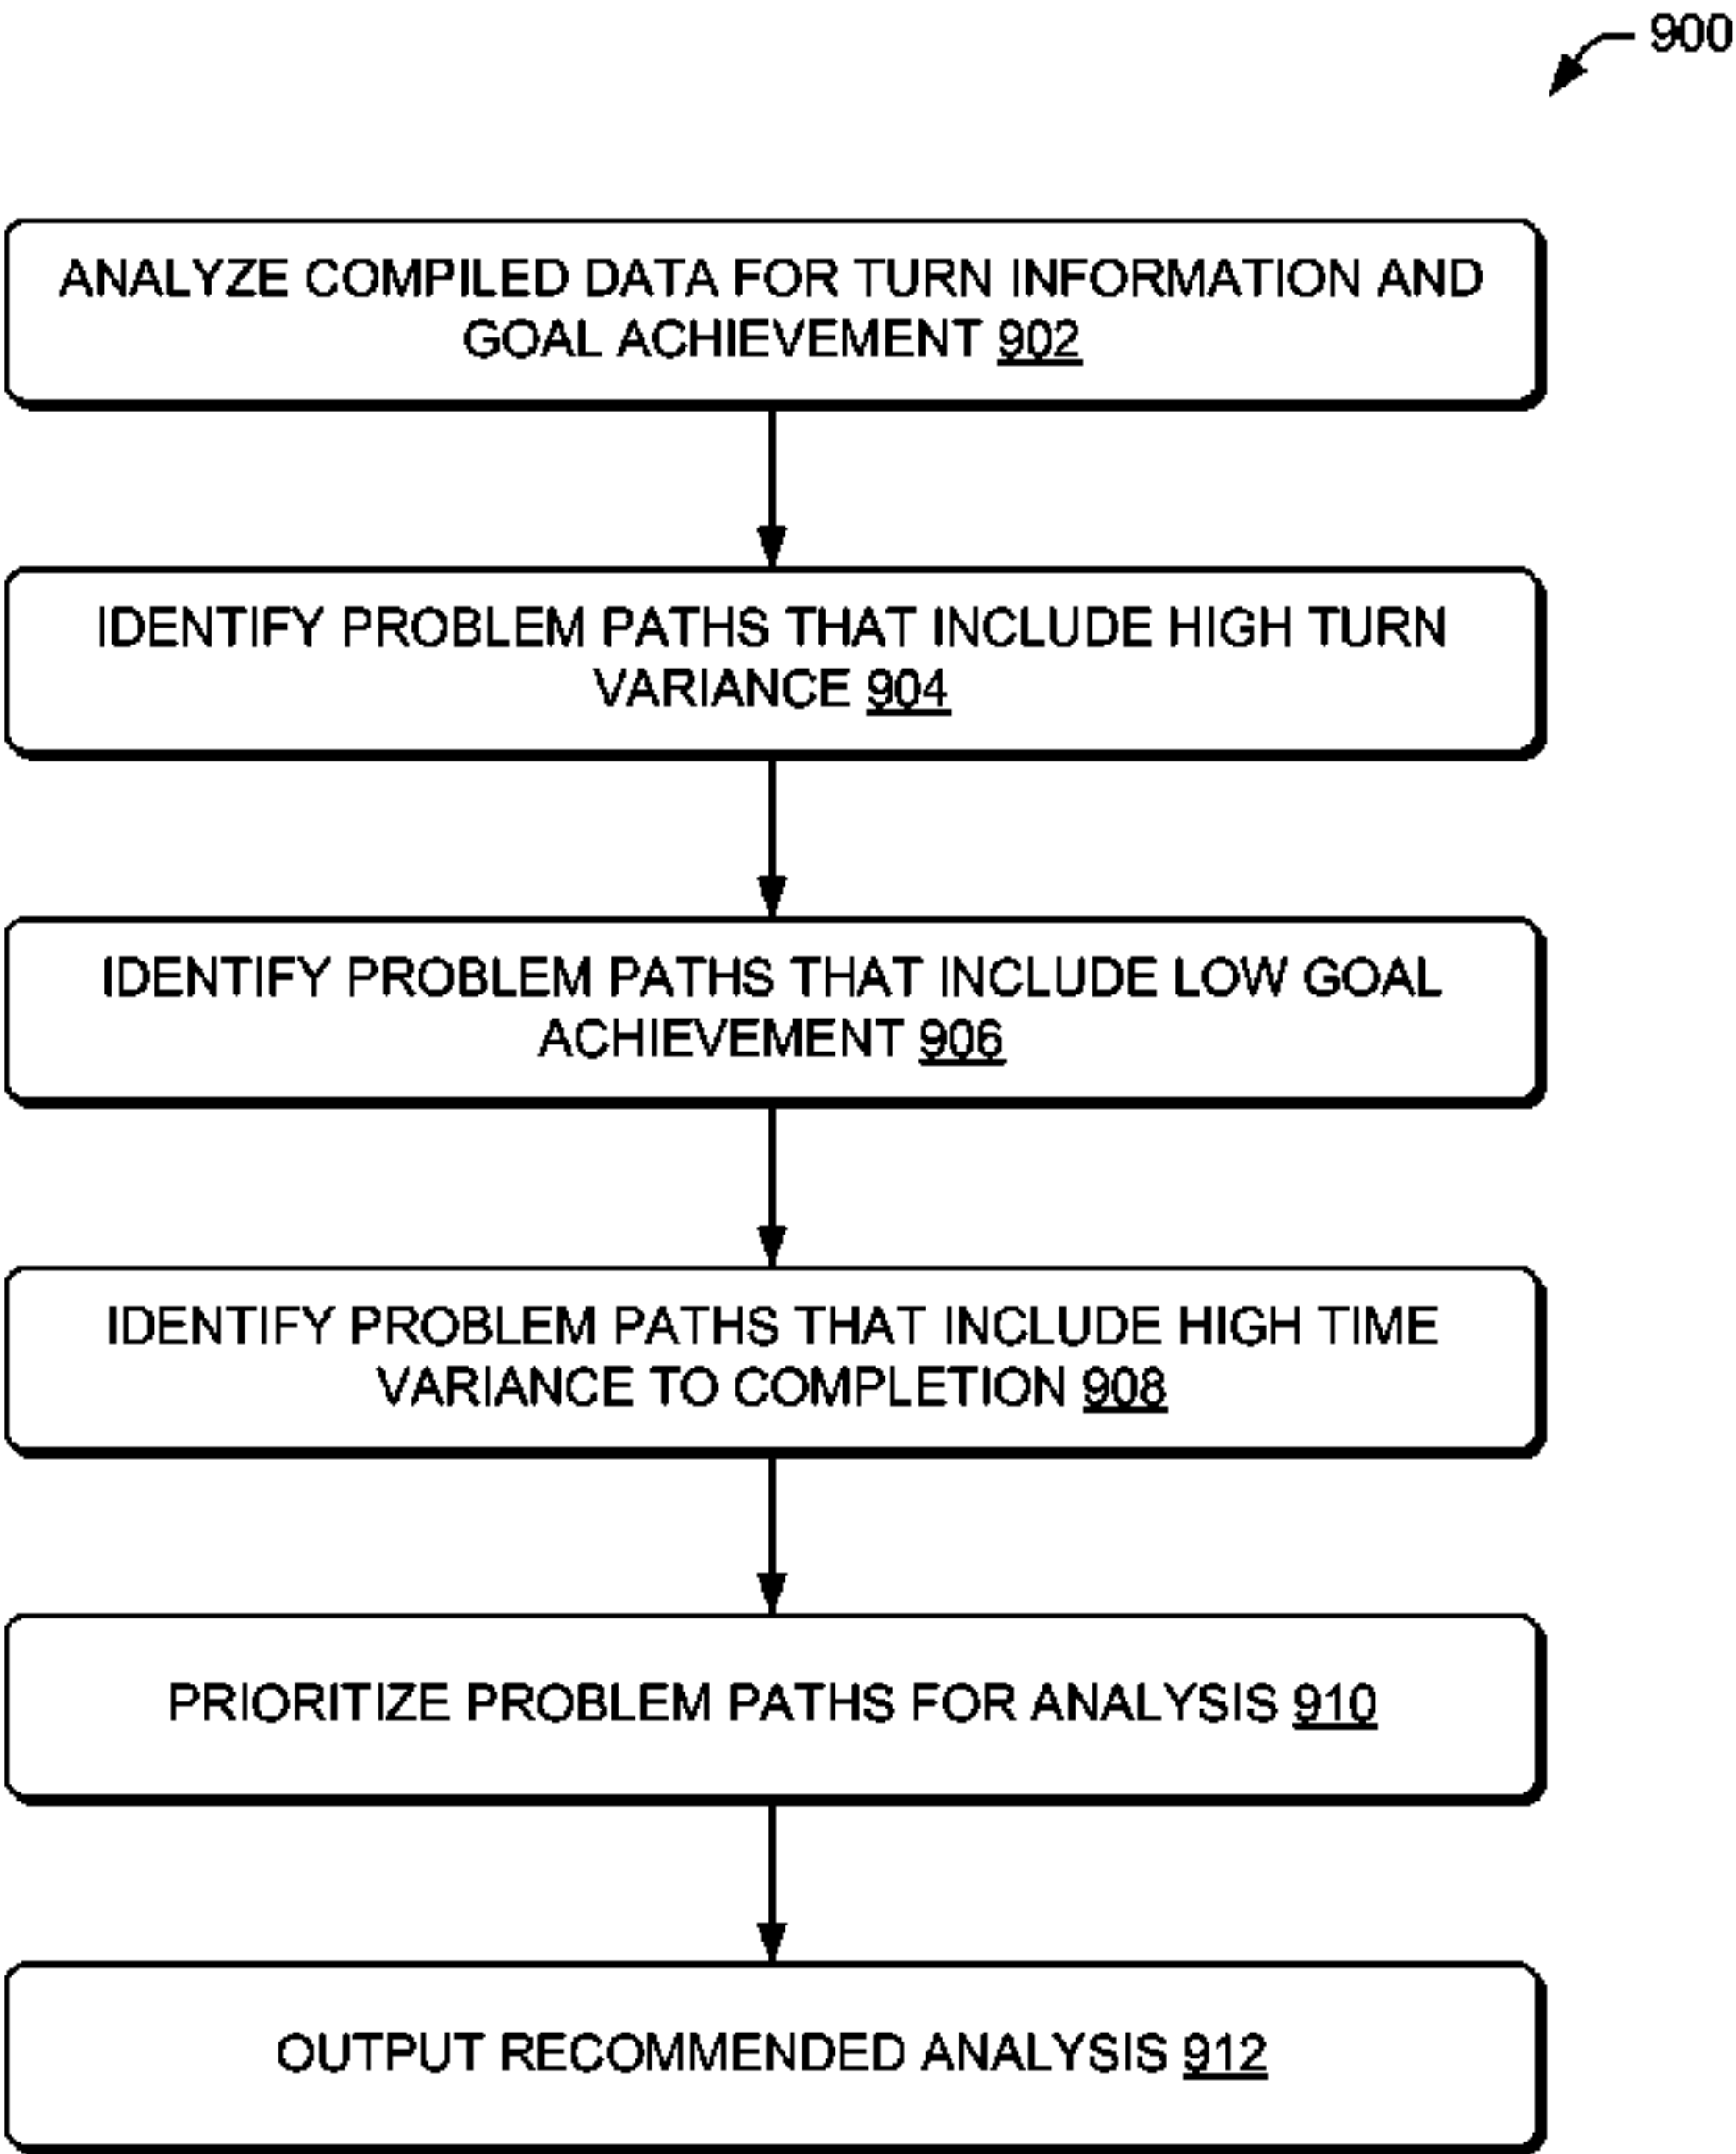 900
ANALYZE COMPILED DATA FOR TURN INFORMATION AND
GOAL ACHIEVEMENT 902
IDENTIFY PROBLEM PATHS THAT INCLUDE HIGH TURN
VARIANCE 904
IDENTIFY PROBLEM PATHS THAT INCLUDE LOW GOAL
ACHIEVEMENT 906
IDENTIFY PROBLEM PATHS THAT INCLUDE HIGH TIME
VARIANCE TO COMPLETION 908
PRIORITIZE PROBLEM PATHS FOR ANALYSIS 910
OUTPUT RECOMMENDED ANALYSIS 912